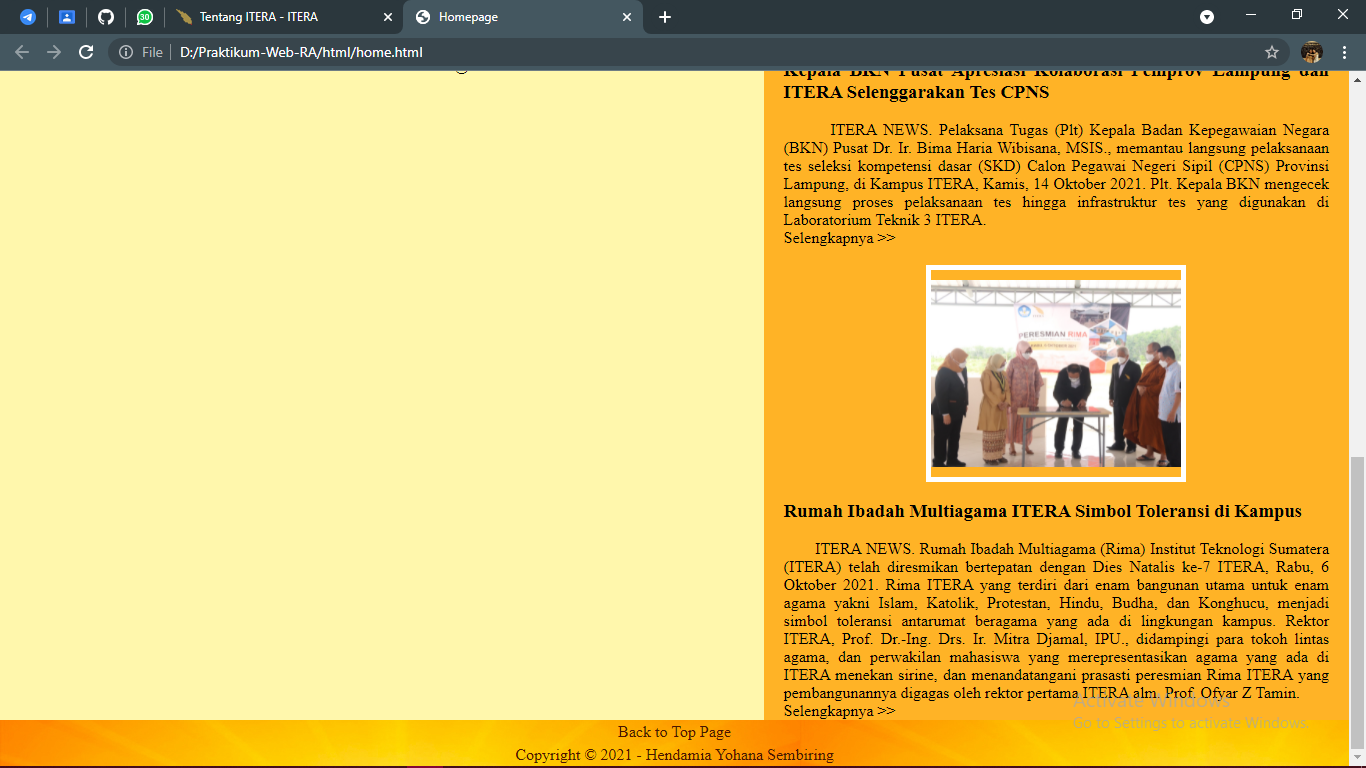 30
Tentang ITERA - ITERA
Homepage
File
D:/Praktikum-Web-RA/html/home.html
Kepala BKN Pusat Apresiasi Kolaborasi Pemprov Lampung dan
ITERA Selenggarakan Tes CPNS
ITERA NEWS. Pelaksana Tugas (Plt) Kepala Badan Kepegawaian Negara
(BKN) Pusat Dr. Ir. Bima Haria Wibisana, MSIS., memantau langsung pelaksanaan
tes seleksi kompetensi dasar (SKD) Calon Pegawai Negeri Sipil (CPNS) Provinsi
Lampung, di Kampus ITERA, Kamis, 14 Oktober 2021. Plt. Kepala BKN mengecek
langsung proses pelaksanaan tes hingga infrastruktur tes yang digunakan di
Laboratorium Teknik 3 ITERA.
Selengkapnya >>
PERESMIAN RIMA
Rumah Ibadah Multiagama ITERA Simbol Toleransi di Kampus
ITERA NEWS. Rumah Ibadah Multiagama (Rima) Institut Teknologi Sumatera
(ITERA) telah diresmikan bertepatan dengan Dies Natalis ke-7 ITERA, Rabu, 6
Oktober 2021. Rima ITERA yang terdiri dari enam bangunan utama untuk enam
agama yakni Islam, Katolik, Protestan, Hindu, Budha, dan Konghucu, menjadi
simbol toleransi antarumat beragama yang ada di lingkungan kampus. Rektor
ITERA, Prof. Dr.-Ing. Drs. Ir. Mitra Djamal, IPU., didampingi para tokoh lintas
agama, dan perwakilan mahasiswa yang merepresentasikan agama yang ada di
ITERA menekan sirine, dan menandatangani prasasti peresmian Rima ITERA yang
pembangunannya digagas oleh rektor pertama ITERA alm. Prof. Ofyar Z Tamin.
Selengkapnya >>
Activate Windows
Go to Settings to activate Windows.
Back to Top Page
Copyright © 2021 - Hendamia Yohana Sembiring